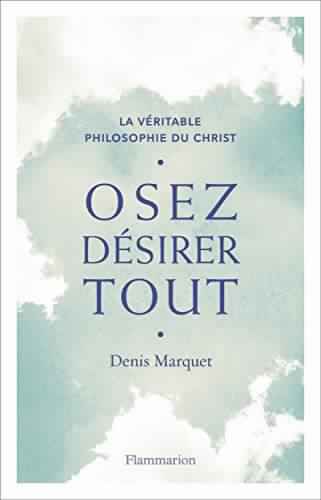 LA VÉRITABLE
PHILOSOPHIE DU CHRIST
OSEZ
DÉSIRER
TOUT
Denis Marquet
Flammarion